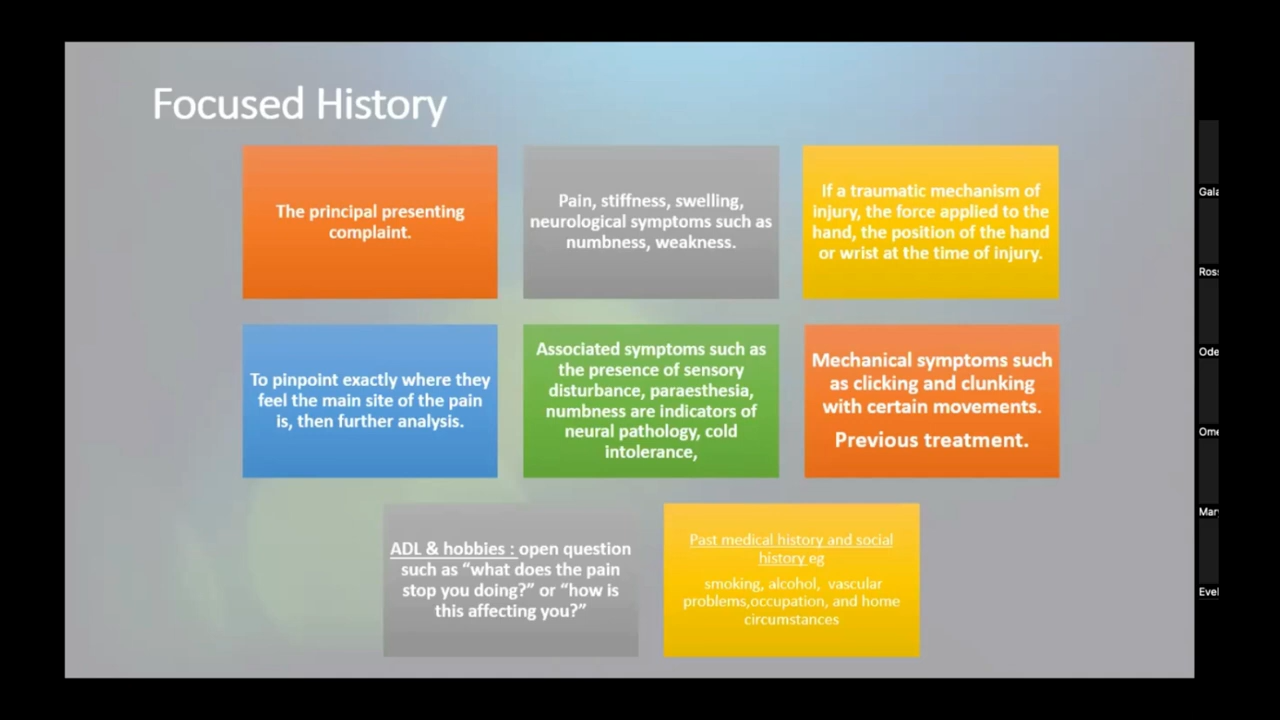 Focused History
The principal presenting
complaint.
Pain, stiffness, swelling,
neurological symptoms such as
numbness, weakness.
If a traumatic mechanism of
injury, the force applied to the
hand, the position of the hand
or wrist at the time of injury.
To pinpoint exactly where they
feel the main site of the pain
is, then further analysis.
Associated symptoms such as
the presence of sensory
disturbance, paraesthesia,
numbness are indicators of
neural pathology, cold
intolerance,
Mechanical symptoms such
as clicking and clunking
with certain movements.
Previous treatment.
ADL & hobbies : open question
such as “what does the pain
stop you doing?” or “how is
this affecting you?”
Past medical history and social
history eg
smoking, alcohol, vascular
problems,occupation, and home
circumstances
Gala
Ross
Ode
Ome
Mar
Evel